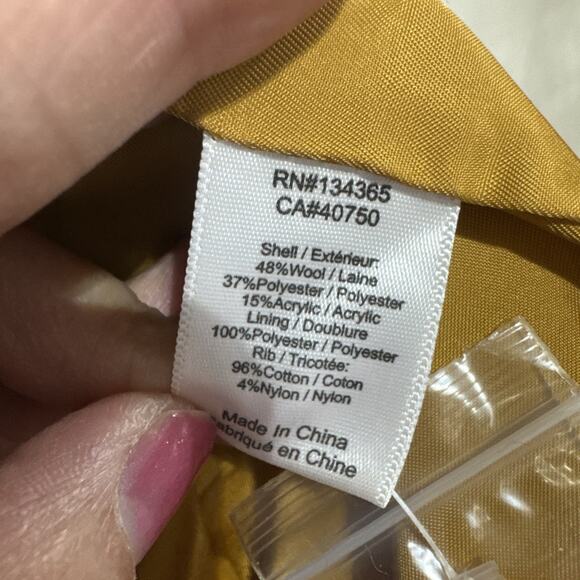 RN#134365
CA#40750
Shell / Extérieur:
48%Wool / Laine
37%Polyester / Polyester
15%Acrylic / Acrylic
Lining / Doublure
100%Polyester / Polyester
Rib / Tricotée:
96%Cotton / Coton
4%Nylon / Nylon
Made In China
abriqué en Chine